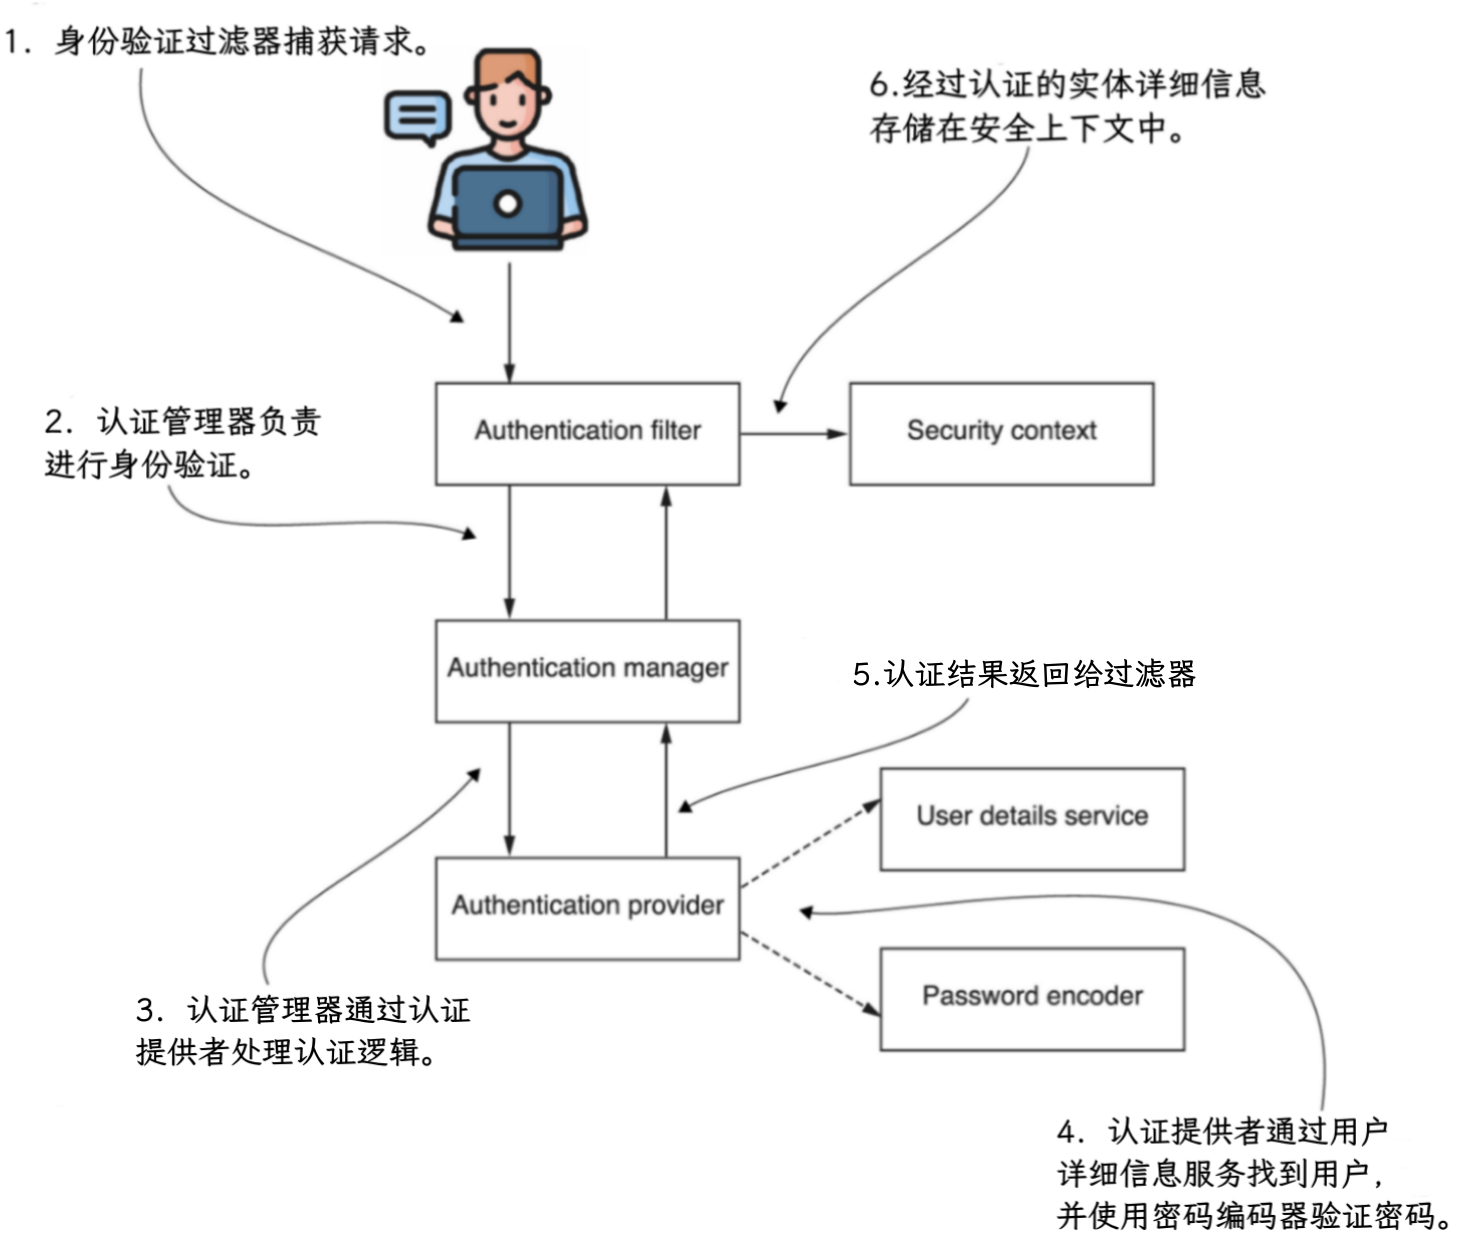 1. 身份验证过滤器捕获请求。
6.经过认证的实体详细信息
存储在安全上下文中。
Authentication filter
Security context
2. 认证管理器负责
进行身份验证。
Authentication manager
5.认证结果返回给过滤器
User details service
Authentication provider
Password encoder
3. 认证管理器通过认证
提供者处理认证逻辑。
4. 认证提供者通过用户
详细信息服务找到用户，
并使用密码编码器验证密码。